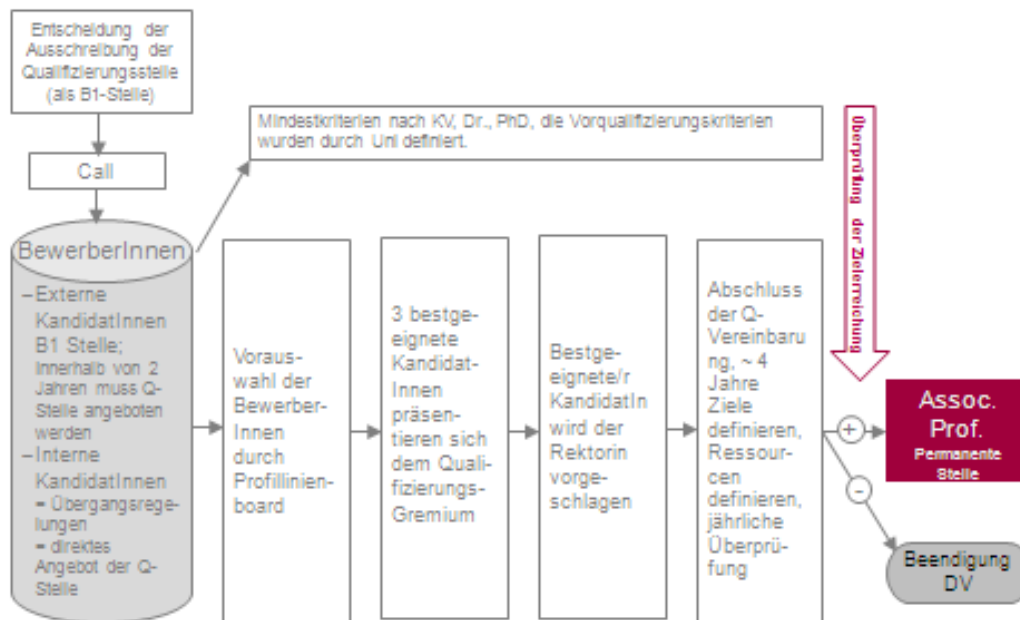 Entscheidung der
Ausschreibung der
Qualifizierungsstelle
(als B1-Stelle)
Call
Mindestkriterien nach KV, Dr., PhD, die Vorqualifizierungskriterien
wurden durch Uni definiert.
BewerberInnen
–Externe
KandidatInnen
B1 Stelle;
Innerhalb von 2
Jahren muss Q-
Stelle angeboten
werden
–Interne
KandidatInnen
= Übergangsrege-
lungen
= direktes
Angebot der Q-
Stelle
Voraus-
wahl der
Bewerber-
Innen
durch
Profillinien-
board
3 bestge-
eignete
Kandidat-
Innen
präsen-
tieren sich
dem Quali-
fizierungs-
Gremium
Bestge-
eignete/r
KandidatIn
wird der
Rektorin
vorge-
schlagen
Abschluss
der Q-
Vereinbaru
ng, ~ 4
Jahre
Ziele
definieren,
Ressour-
cen
definieren,
jährliche
Überprü-
fung
Überprüfung der Zielerreichung
+
Assoc.
Prof.
Permanente
Stelle
-
Beendigung
DV